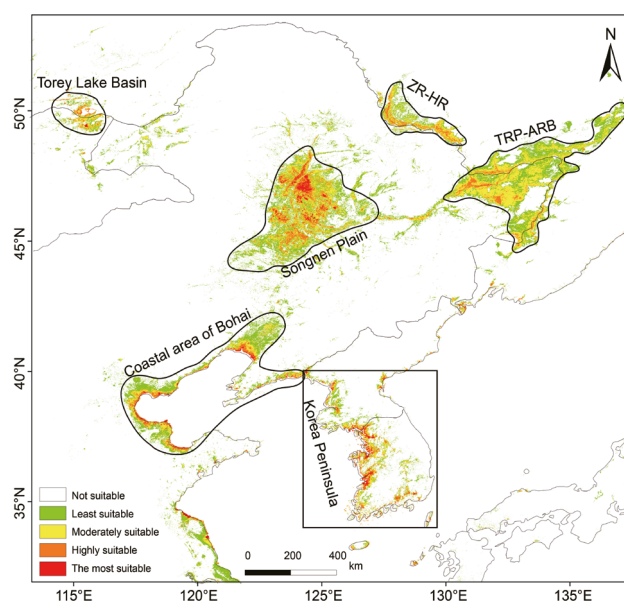 N
Torey Lake Basin
ZR-HR
TRP-ARB
Songnen Plain
Coastal area of Bohai
Korea Peninsula
50°N
45°N
40°N
35°N
Not suitable
Least suitable
Moderately suitable
Highly suitable
The most suitable
0 200 400
km
115°E 120°E 125°E 130°E 135°E